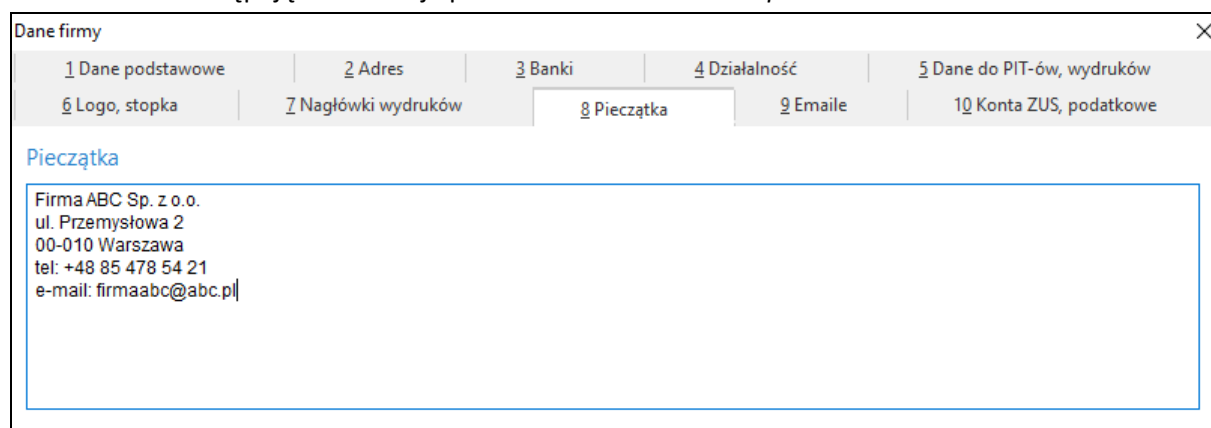 Dane firmy
1 Dane podstawowe 2 Adres 3 Banki 4 Działalność 5 Dane do PIT-ów, wydruków
6 Logo, stopka 7 Nagłówki wydruków 8 Pieczątka 9 Emaile 10 Konta ZUS, podatkowe
Pieczątka
Firma ABC Sp. z o.o.
ul. Przemysłowa 2
00-010 Warszawa
tel: +48 85 478 54 21
e-mail: firmaabc@abc.pl